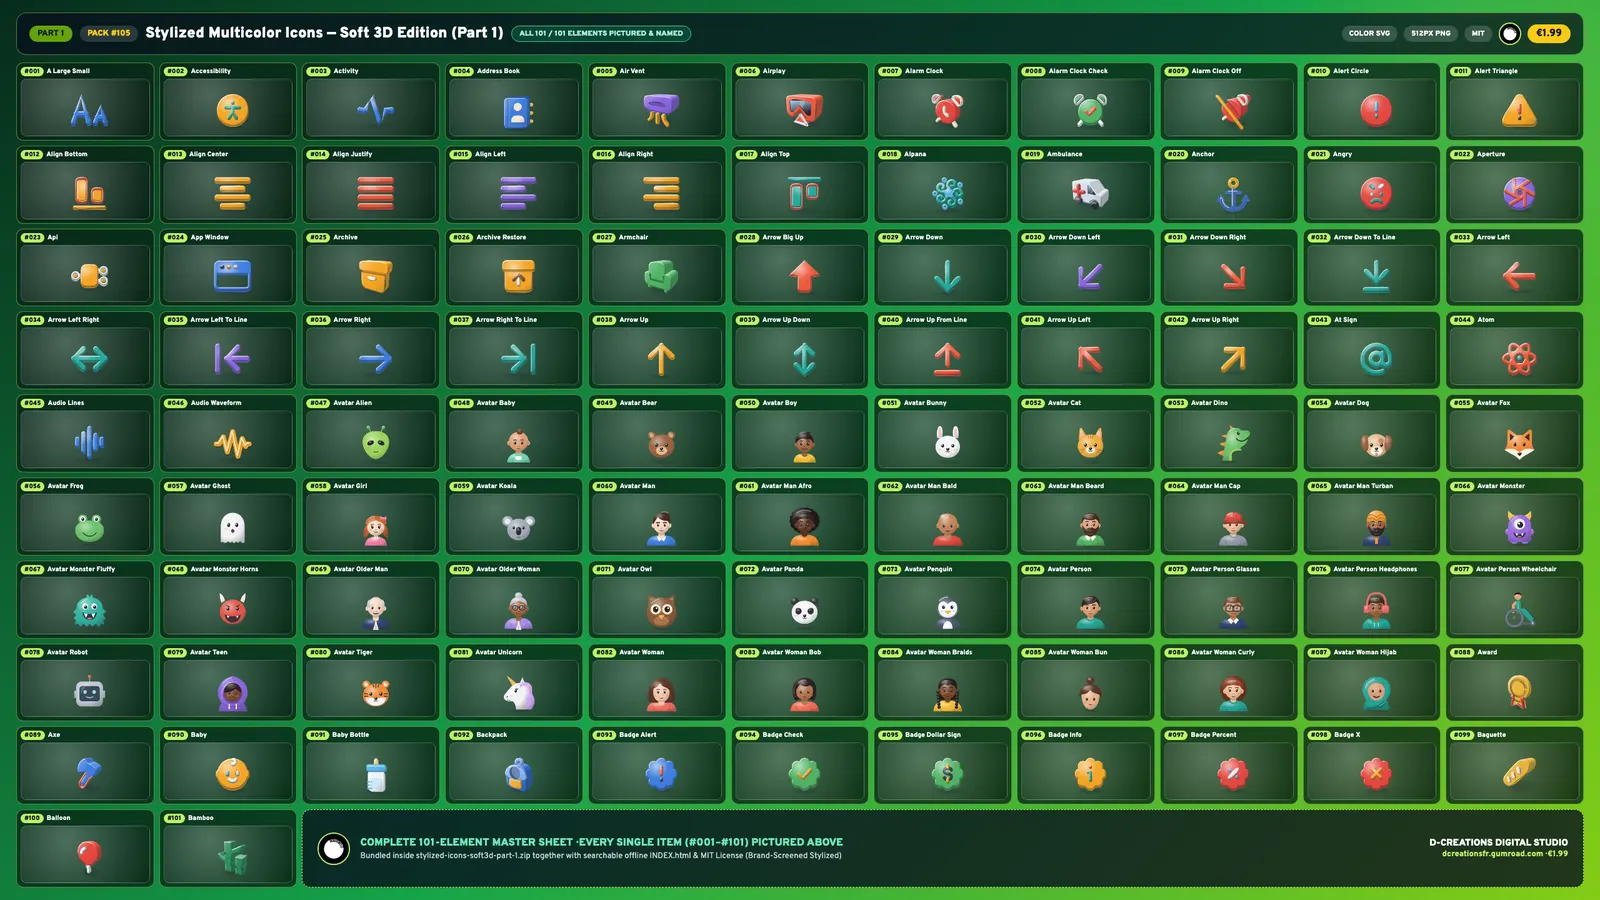 PART 1 PACK #105 Stylized Multicolor Icons — Soft 3D Edition (Part 1) ALL 101 / 101 ELEMENTS PICTURED & NAMED COLOR SVG 512PX PNG MIT €1.99
#001 A Large Small #002 Accessibility #003 Activity #004 Address Book #005 Air Vent #006 Airplay #007 Alarm Clock #008 Alarm Clock Check #009 Alarm Clock Off #010 Alert Circle #011 Alert Triangle
#012 Align Bottom #013 Align Center #014 Align Justify #015 Align Left #016 Align Right #017 Align Top #018 Alpana #019 Ambulance #020 Anchor #021 Angry #022 Aperture
#023 Api #024 App Window #025 Archive #026 Archive Restore #027 Armchair #028 Arrow Big Up #029 Arrow Down #030 Arrow Down Left #031 Arrow Down Right #032 Arrow Down To Line #033 Arrow Left
#034 Arrow Left Right #035 Arrow Left To Line #036 Arrow Right #037 Arrow Right To Line #038 Arrow Up #039 Arrow Up Down #040 Arrow Up From Line #041 Arrow Up Left #042 Arrow Up Right #043 At Sign #044 Atom
#045 Audio Lines #046 Audio Waveform #047 Avatar Alien #048 Avatar Baby #049 Avatar Bear #050 Avatar Boy #051 Avatar Bunny #052 Avatar Cat #053 Avatar Dino #054 Avatar Dog #055 Avatar Fox
#056 Avatar Frog #057 Avatar Ghost #058 Avatar Girl #059 Avatar Koala #060 Avatar Man #061 Avatar Man Afro #062 Avatar Man Bald #063 Avatar Man Beard #064 Avatar Man Cap #065 Avatar Man Turban #066 Avatar Monster
#067 Avatar Monster Fluffy #068 Avatar Monster Horns #069 Avatar Older Man #070 Avatar Older Woman #071 Avatar Owl #072 Avatar Panda #073 Avatar Penguin #074 Avatar Person #075 Avatar Person Glasses #076 Avatar Person Headphones #077 Avatar Person Wheelchair
#078 Avatar Robot #079 Avatar Teen #080 Avatar Tiger #081 Avatar Unicorn #082 Avatar Woman #083 Avatar Woman Bob #084 Avatar Woman Braids #085 Avatar Woman Bun #086 Avatar Woman Curly #087 Avatar Woman Hijab #088 Award
#089 Axe #090 Baby #091 Baby Bottle #092 Backpack #093 Badge Alert #094 Badge Check #095 Badge Dollar Sign #096 Badge Info #097 Badge Percent #098 Badge X #099 Baguette
#100 Balloon #101 Bamboo
COMPLETE 101-ELEMENT MASTER SHEET · EVERY SINGLE ITEM (#001–#101) PICTURED ABOVE
Bundled inside stylized-icons-soft3d-part-1.zip together with searchable offline INDEX.html & MIT License (Brand-Screened Stylized)
D-CREATIONS DIGITAL STUDIO
dcreationsfr.gumroad.com · €1.99